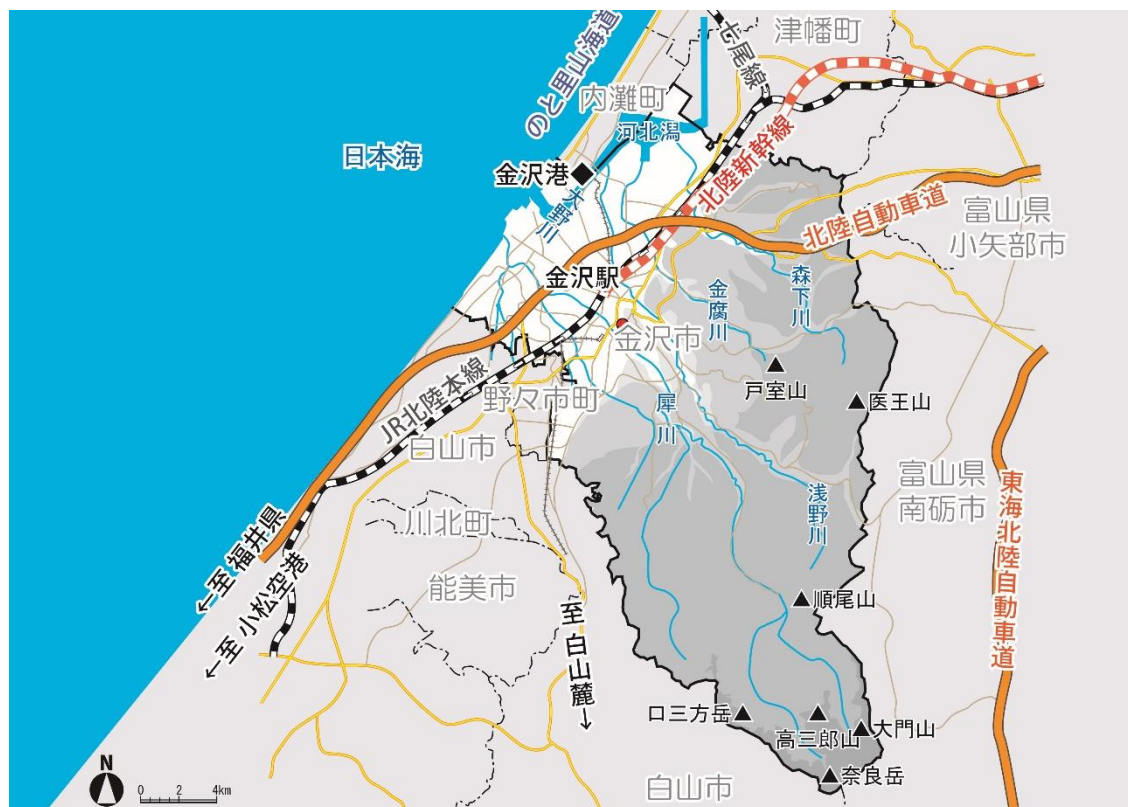 津幡町
七尾線
のと里山海道
内灘町
河北潟
日本海
金沢港
大野川
北陸新幹線
北陸自動車道
富山県
小矢部市
金沢駅
森下川
金腐川
金沢市
戸室山
医王山
JR北陸本線
野々市町
犀川
白山市
富山県
南砺市
浅野川
東海北陸自動車道
川北町
←至 福井県
能美市
順尾山
←至 小松空港
至 白山麓→
口三方岳
高三郎山
大門山
奈良岳
白山市
N
0 2 4km